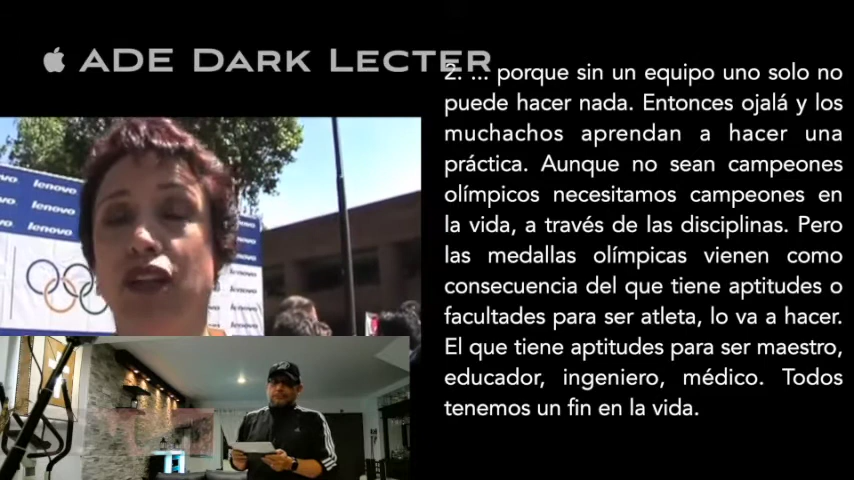 ADE DARK LECTER
2. ... porque sin un equipo uno solo no
puede hacer nada. Entonces ojalá y los
muchachos aprendan a hacer una
práctica. Aunque no sean campeones
olímpicos necesitamos campeones en
la vida, a través de las disciplinas. Pero
las medallas olímpicas vienen como
consecuencia del que tiene aptitudes o
facultades para ser atleta, lo va a hacer.
El que tiene aptitudes para ser maestro,
educador, ingeniero, médico. Todos
tenemos un fin en la vida.
lenovo
lenovo
lenovo
lenovo